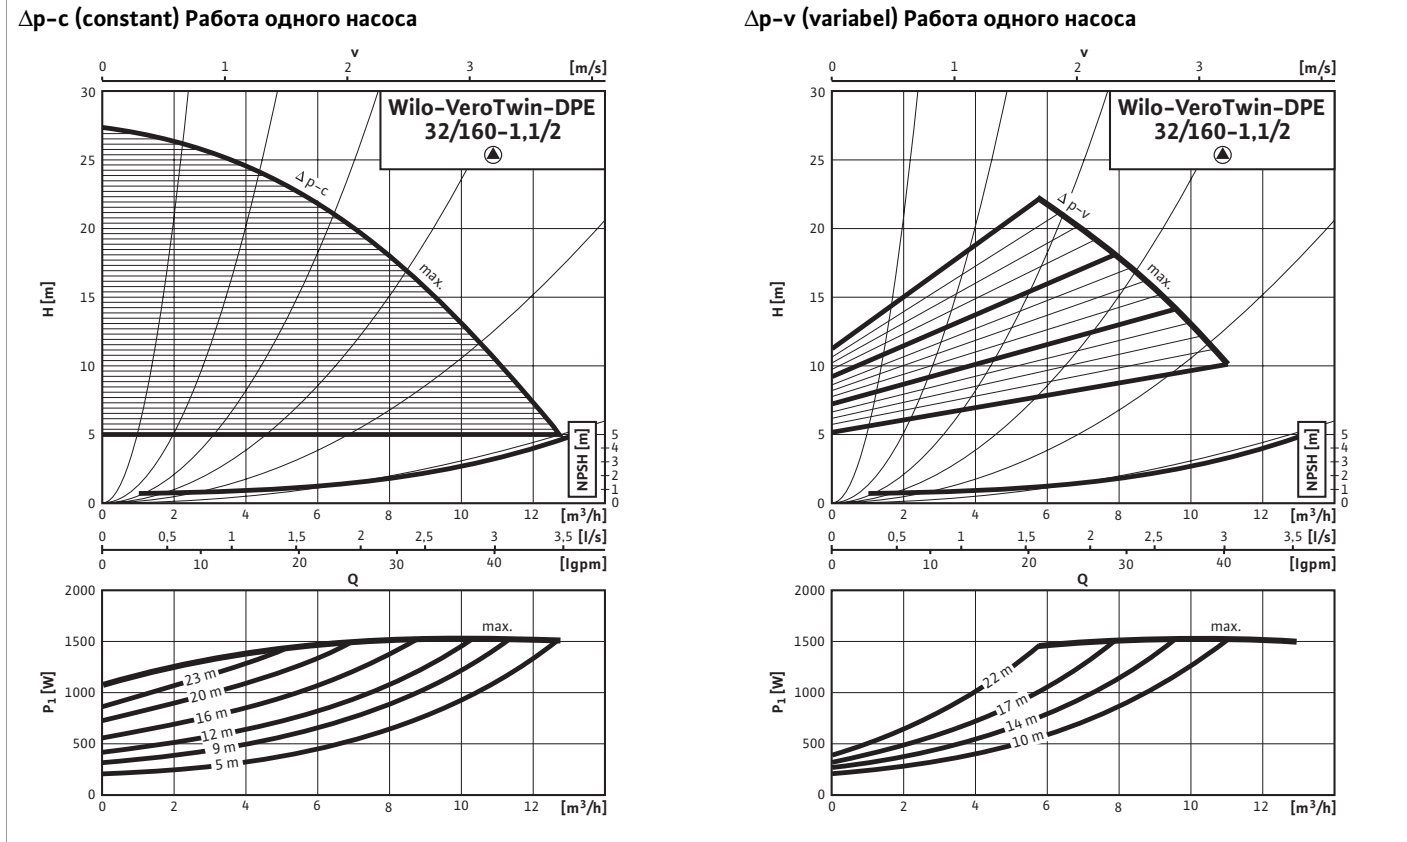 Δp–c (constant) Работа одного насоса
v
0 1 2 3 [m/s]
30
Wilo–VeroTwin–DPE
32/160–1,1/2
25
Δ p–c
20
max.
15
H [m]
10
5
0
NPSH [m]
5
4
3
2
1
0
0 2 4 6 8 10 12 [m³/h]
0 0,5 1 1,5 2 2,5 3 3,5 [l/s]
0 10 20 30 40 [Igpm]
Q
2000
max.
1500
23 m
1000
20 m
P1 [W]
16 m
12 m
500
9 m
5 m
0
0 2 4 6 8 10 12 [m³/h]
Δp–v (variabel) Работа одного насоса
v
0 1 2 3 [m/s]
30
Wilo–VeroTwin–DPE
32/160–1,1/2
25
Δ p–v
20
max.
15
H [m]
10
5
0
NPSH [m]
5
4
3
2
1
0
0 2 4 6 8 10 12 [m³/h]
0 0,5 1 1,5 2 2,5 3 3,5 [l/s]
0 10 20 30 40 [Igpm]
Q
2000
max.
1500
22 m
1000
17 m
P1 [W]
14 m
10 m
500
0
0 2 4 6 8 10 12 [m³/h]